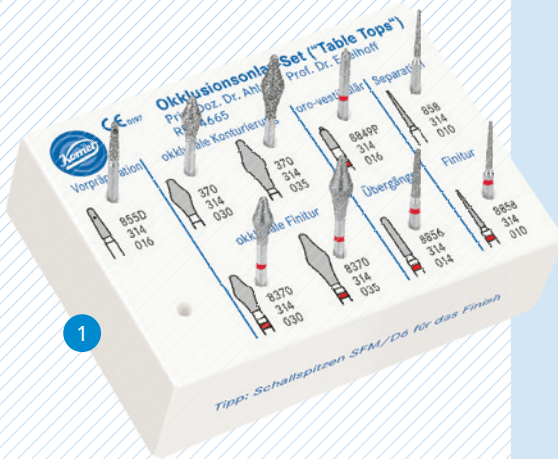 Okklusionsonlay-Set ("Table Tops")
Priv.-Doz. Dr. Prof. Dr. Edelhoff
4665
CE 0197
Komet
Vorpräparation
855D
314
016
okklusale Konturierung
370
314
030
370
314
035
oro-vestibulär
8849P
314
016
Separation
858
314
010
okklusale Finitur
8370
314
030
8370
314
035
Übergänge
8856
314
014
Finitur
8858
314
010
Tipp: Schallspitzen SFM/D6 für das Finish
1